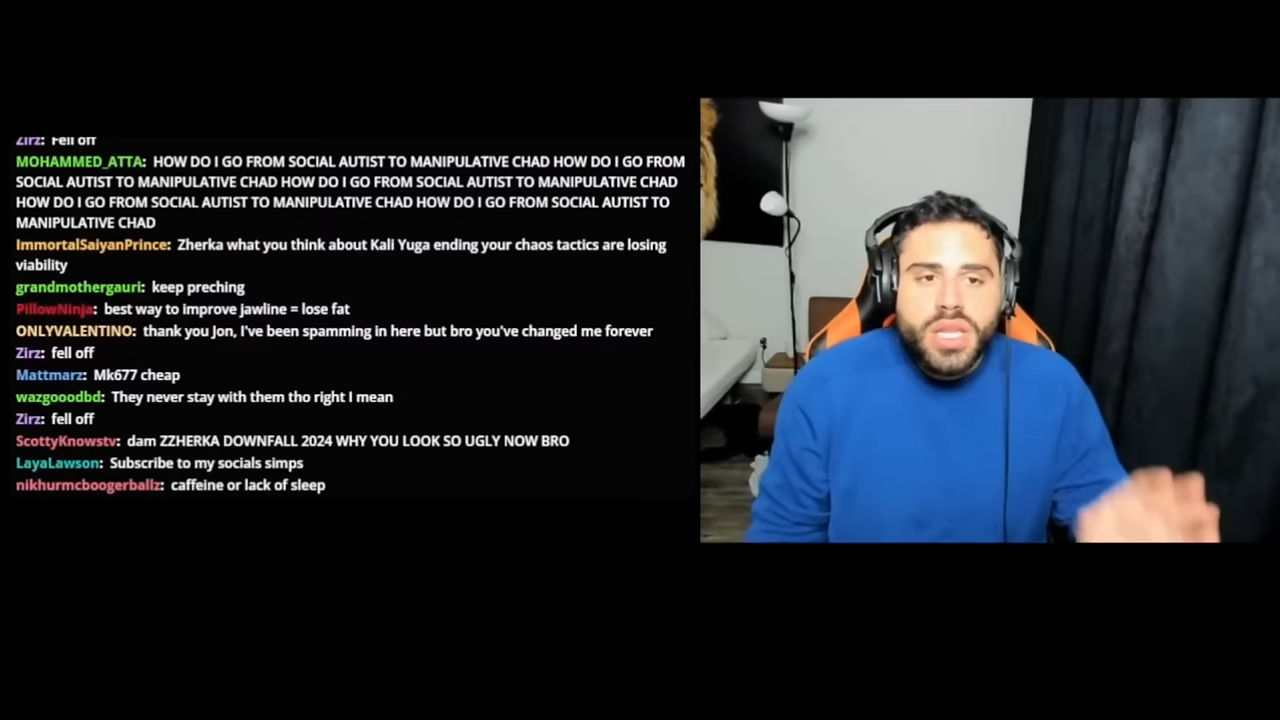 Zirz: Fell off
MOHAMMED_ATTA: HOW DO I GO FROM SOCIAL AUTIST TO MANIPULATIVE CHAD HOW DO I GO FROM
SOCIAL AUTIST TO MANIPULATIVE CHAD HOW DO I GO FROM SOCIAL AUTIST TO MANIPULATIVE CHAD
HOW DO I GO FROM SOCIAL AUTIST TO MANIPULATIVE CHAD HOW DO I GO FROM SOCIAL AUTIST TO
MANIPULATIVE CHAD
ImmortalSaiyanPrince: Zherka what you think about Kali Yuga ending your chaos tactics are losing
viability
grandmothergauri: keep preching
PillowNinja: best way to improve jawline = lose fat
ONLYVALENTINO: thank you Jon, I've been spamming in here but bro you've changed me forever
Zirz: fell off
Mattmarz: Mk677 cheap
wazgooodbd: They never stay with them tho right I mean
Zirz: fell off
ScottyKnowstv: dam ZZHERKA DOWNFALL 2024 WHY YOU LOOK SO UGLY NOW BRO
LayaLawson: Subscribe to my socials simps
nikhurmcboogerballz: caffeine or lack of sleep